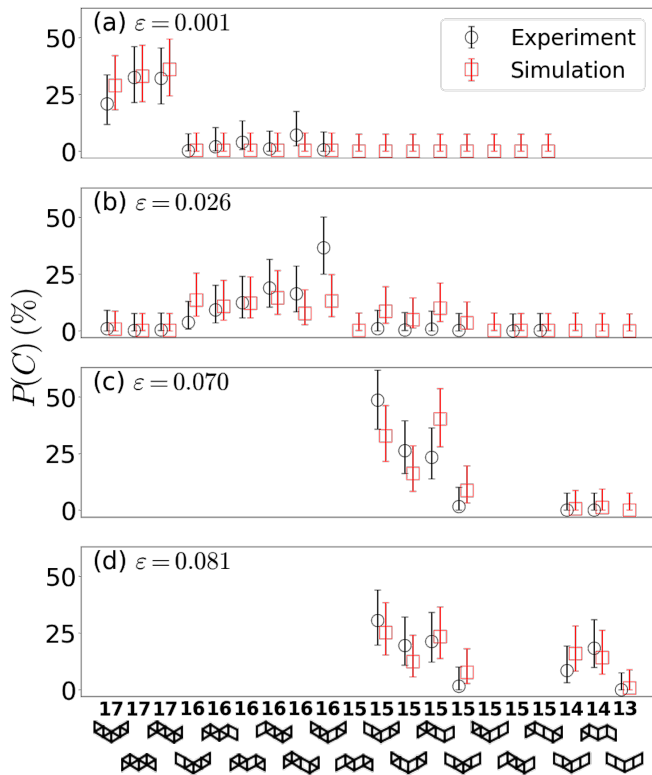 (a) ε = 0.001
Experiment
Simulation
50
25
0
(b) ε = 0.026
50
25
0
(c) ε = 0.070
50
25
0
(d) ε = 0.081
50
25
0
P(C) (%)
17 17 17 16 16 16 16 16 16 15 15 15 15 15 15 15 15 14 14 13